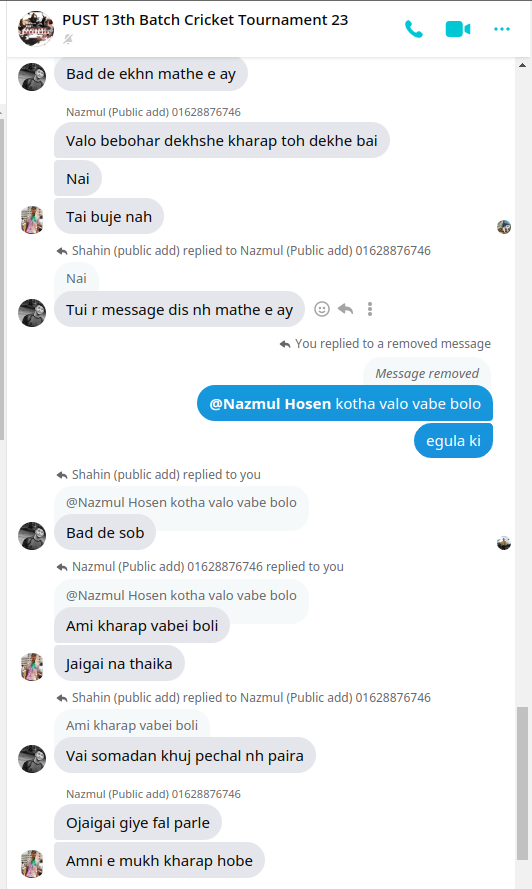 PUST 13th Batch Cricket Tournament 23
Bad de ekhn mathe e ay
Nazmul (Public add) 01628876746
Valo bebohar dekhshe kharap toh dekhe bai
Nai
Tai buje nah
Shahin (public add) replied to Nazmul (Public add) 01628876746
Nai
Tui r message dis nh mathe e ay
You replied to a removed message
Message removed
@Nazmul Hosen kotha valo vabe bolo
egula ki
Shahin (public add) replied to you
@Nazmul Hosen kotha valo vabe bolo
Bad de sob
Nazmul (Public add) 01628876746 replied to you
@Nazmul Hosen kotha valo vabe bolo
Ami kharap vabei boli
Jaigai na thaika
Shahin (public add) replied to Nazmul (Public add) 01628876746
Ami kharap vabei boli
Vai somadan khuj pechal nh paira
Nazmul (Public add) 01628876746
Ojaigai giye fal parle
Amni e mukh kharap hobe